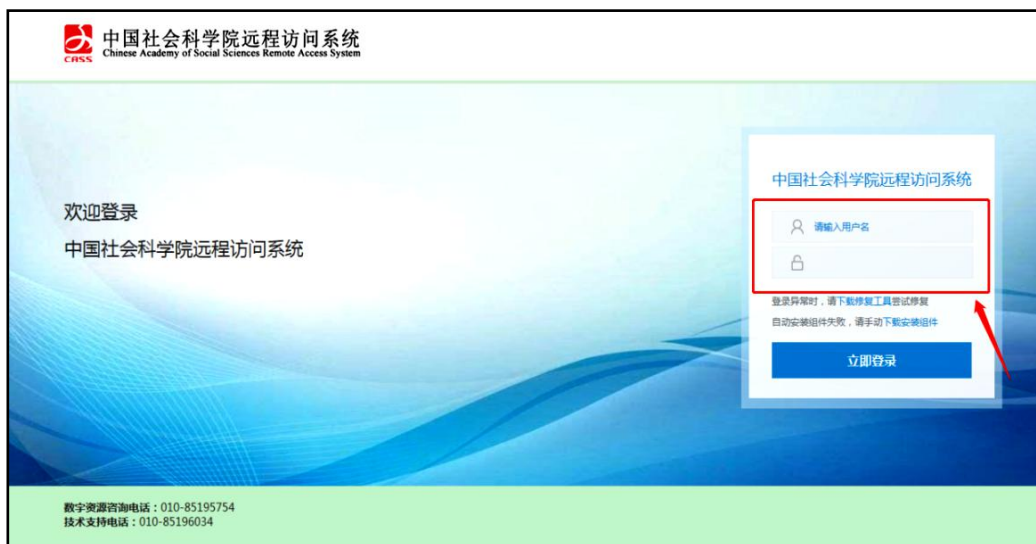 中国社会科学院远程访问系统
Chinese Academy of Social Sciences Remote Access System
CASS
欢迎登录
中国社会科学院远程访问系统
中国社会科学院远程访问系统
请输入用户名
登录异常时，请下载修复工具尝试修复
自动安装组件失败，请手动下载安装组件
立即登录
数字资源咨询电话：010-85195754
技术支持电话：010-85196034